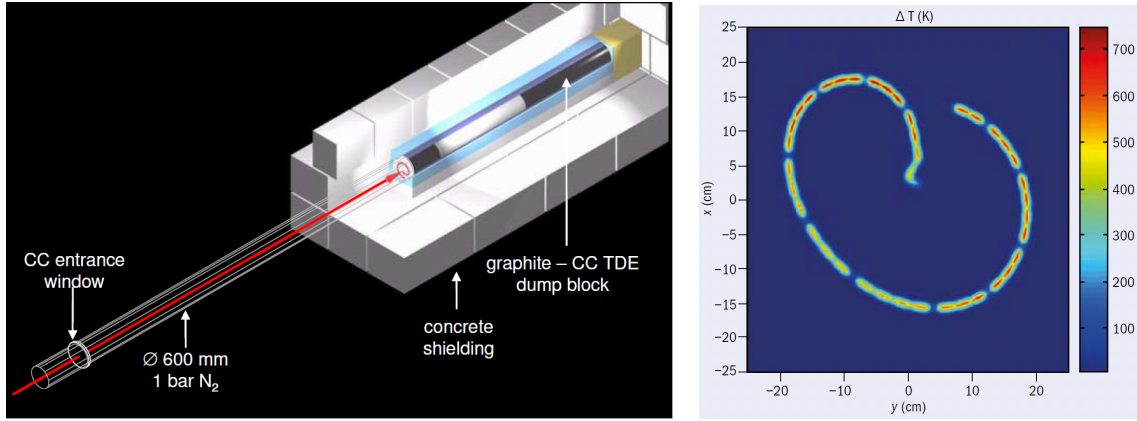 CC entrance
window
Ø 600 mm
1 bar N₂
concrete
shielding
graphite – CC TDE
dump block
Δ T (K)
25
20
15
10
5
0
−5
−10
−15
−20
−25
x (cm)
−20
−10
0
10
20
y (cm)
700
600
500
400
300
200
100